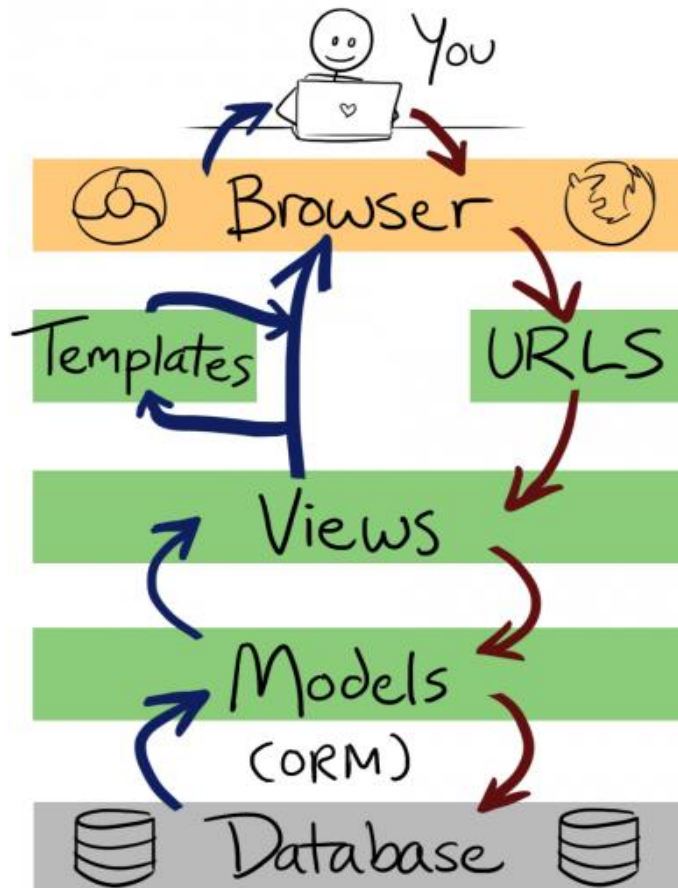 You
Browser
Templates
URLS
Views
Models
(ORM)
Database